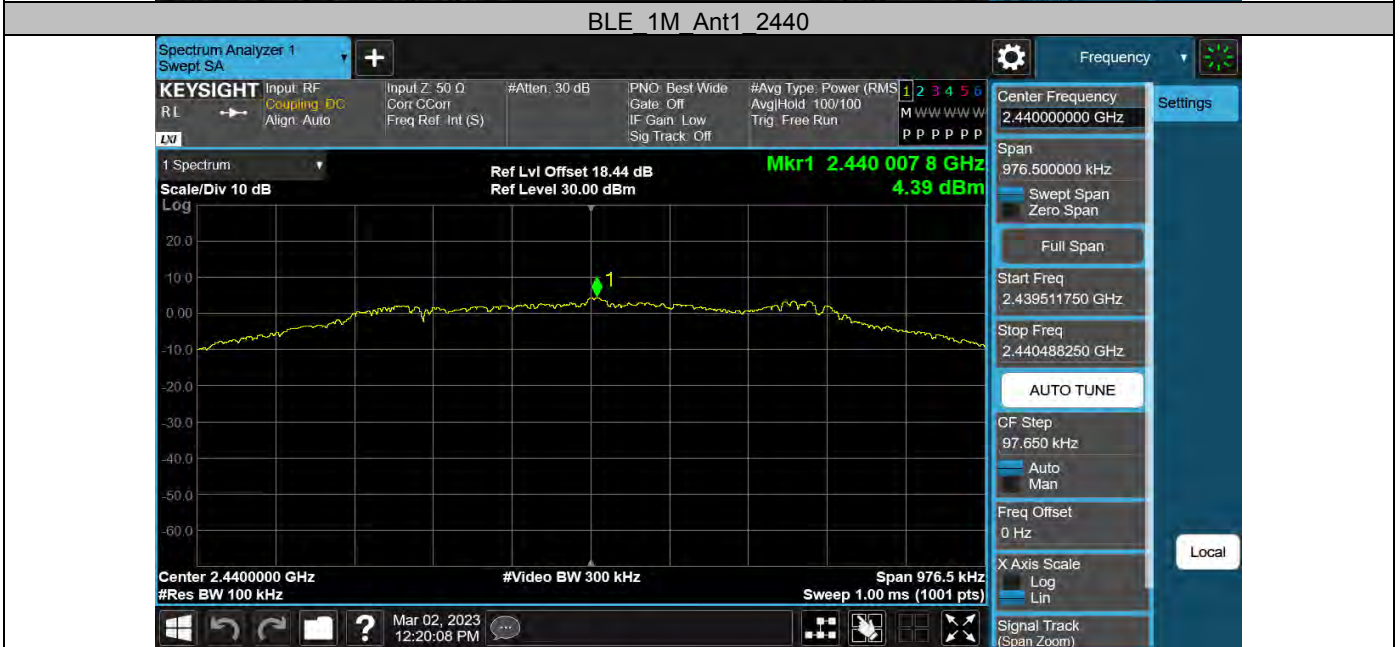 BLE_1M_Ant1_2440
Spectrum Analyzer 1
Swept SA
+
Frequency
KEYSIGHT
RL
LXI
Input: RF
Coupling: DC
Align: Auto
Input Z: 50 Ω
Corr CCorr
Freq Ref: Int (S)
#Atten: 30 dB
PNO: Best Wide
Gate: Off
IF Gain: Low
Sig Track: Off
#Avg Type: Power (RMS
Avg|Hold: 100/100
Trig: Free Run
1 2 3 4 5 6
M W W W W W
P P P P P P
1 Spectrum
Scale/Div 10 dB
Ref Lvl Offset 18.44 dB
Ref Level 30.00 dBm
Mkr1 2.440 007 8 GHz
4.39 dBm
Log
20.0
10.0
0.00
-10.0
-20.0
-30.0
-40.0
-50.0
-60.0
1
Center 2.4400000 GHz
#Res BW 100 kHz
#Video BW 300 kHz
Span 976.5 kHz
Sweep 1.00 ms (1001 pts)
Center Frequency
2.440000000 GHz
Settings
Span
976.500000 kHz
Swept Span
Zero Span
Full Span
Start Freq
2.439511750 GHz
Stop Freq
2.440488250 GHz
AUTO TUNE
CF Step
97.650 kHz
Auto
Man
Freq Offset
0 Hz
Local
X Axis Scale
Log
Lin
Signal Track
(Span Zoom)
?
Mar 02, 2023
12:20:08 PM